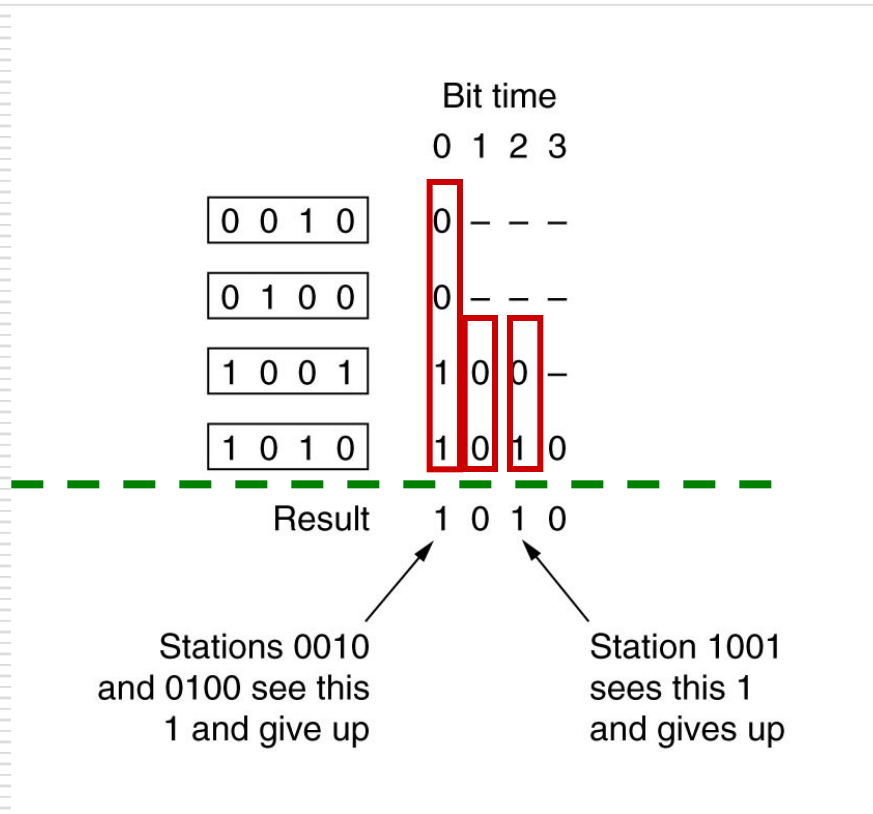 Bit time
0 1 2 3
0 0 1 0 0 – – –
0 1 0 0 0 – – –
1 0 0 1 1 0 0 –
1 0 1 0 1 0 1 0
Result 1 0 1 0
Stations 0010
and 0100 see this
1 and give up
Station 1001
sees this 1
and gives up